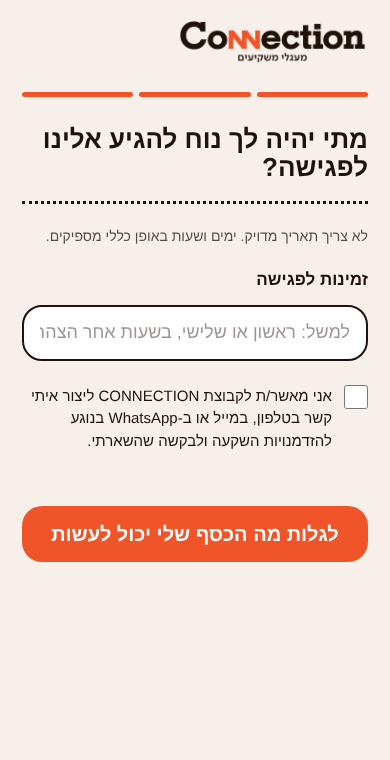 Connection
מעגלי משקיעים
מתי יהיה לך נוח להגיע אלינו
לפגישה?
לא צריך תאריך מדויק. ימים ושעות באופן כללי מספיקים.
זמינות לפגישה
למשל: ראשון או שלישי, בשעות אחר הצהר
אני מאשר/ת לקבוצת CONNECTION ליצור איתי
קשר בטלפון, במייל או ב-WhatsApp בנוגע
להזדמנויות השקעה ולבקשה שהשארתי.
לגלות מה הכסף שלי יכול לעשות